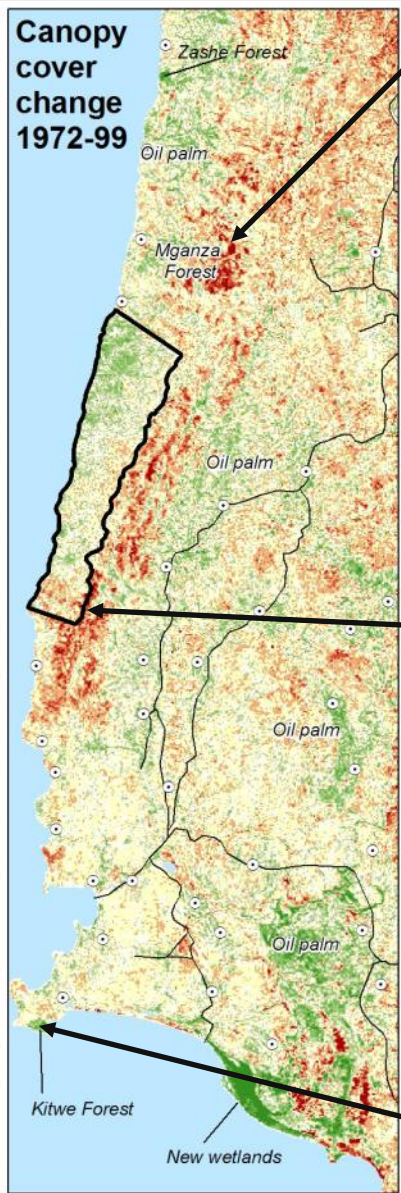 Canopy
cover
change
1972-99
Zashe Forest
Oil palm
Mganza
Forest
Oil palm
Oil palm
Oil palm
Kitwe Forest
New wetlands